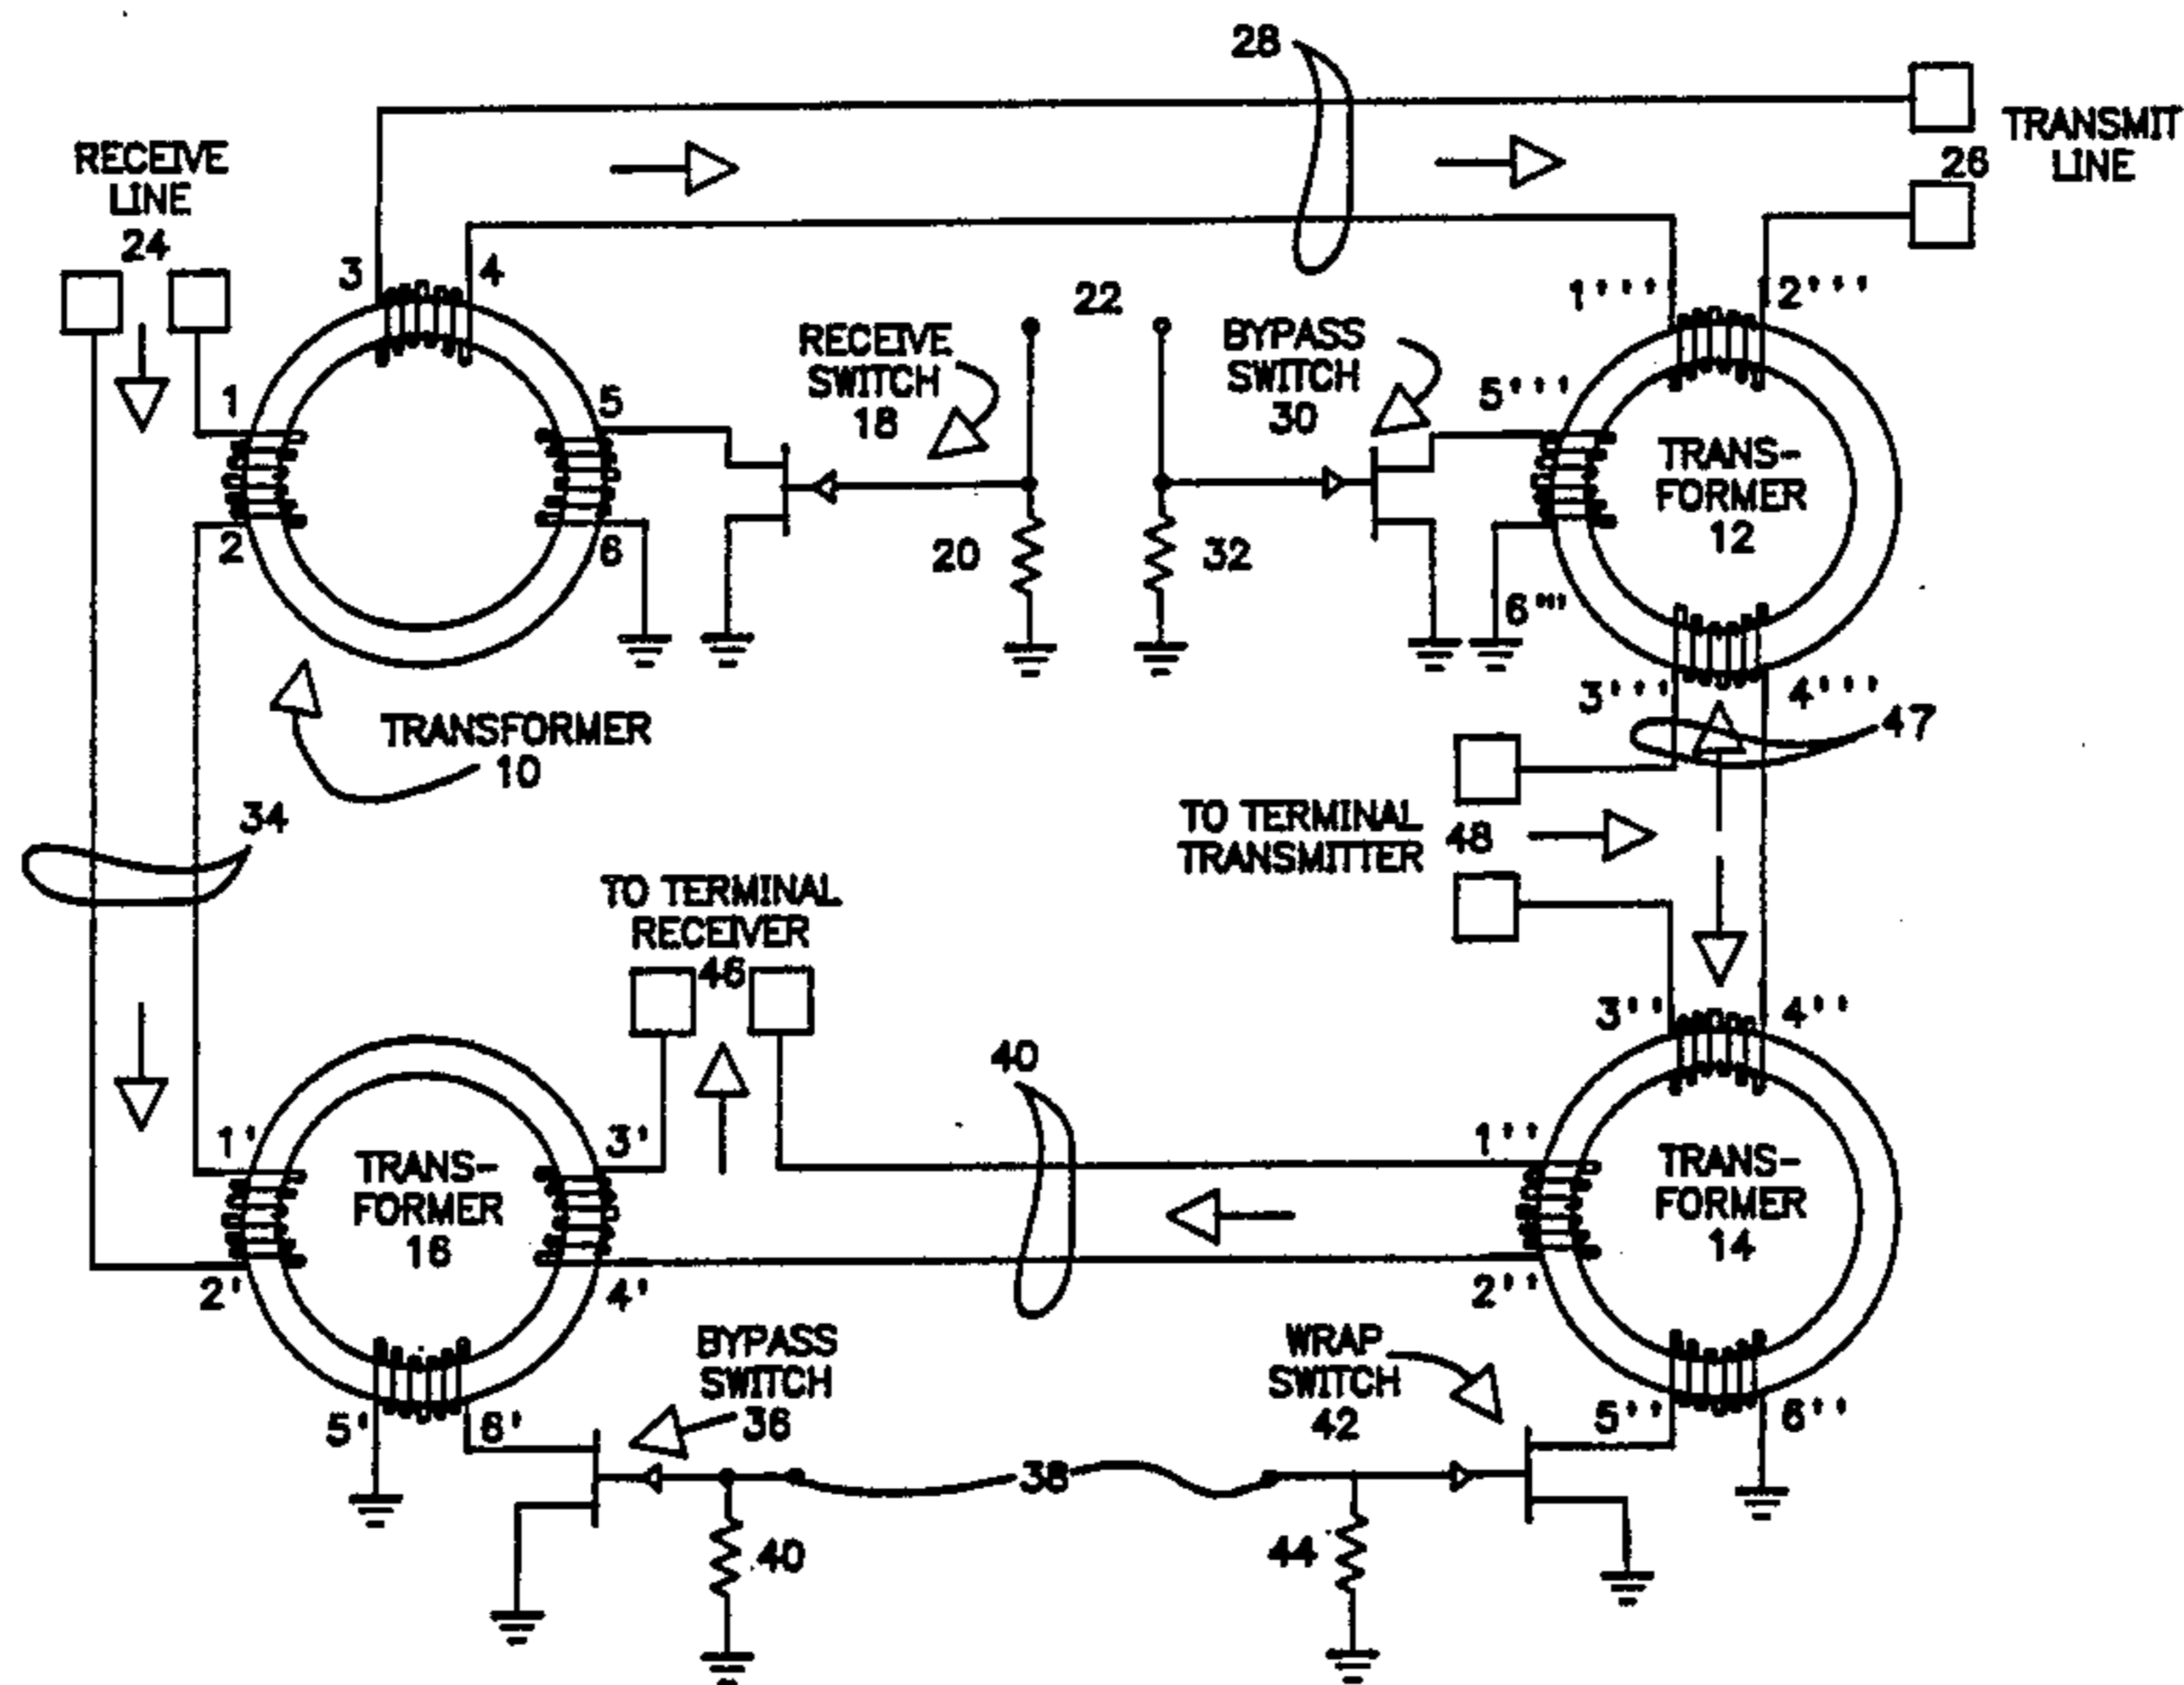 28
TRANSMIT
LINE
26
RECEIVE
LINE
24
3
4
22
1'''
2'''
RECEIVE
SWITCH
18
BYPASS
SWITCH
30
1
5
5'''
TRANS-
FORMER
12
2
6
20
32
6'''
3'''
4'''
47
TRANSFORMER
10
34
TO TERMINAL
TRANSMITTER
48
TO TERMINAL
RECEIVER
46
3''
4''
40
1'
3'
1''
TRANS-
FORMER
16
TRANS-
FORMER
14
2'
4'
2''
BYPASS
SWITCH
36
WRAP
SWITCH
42
5'
6'
5''
6''
38
40
44